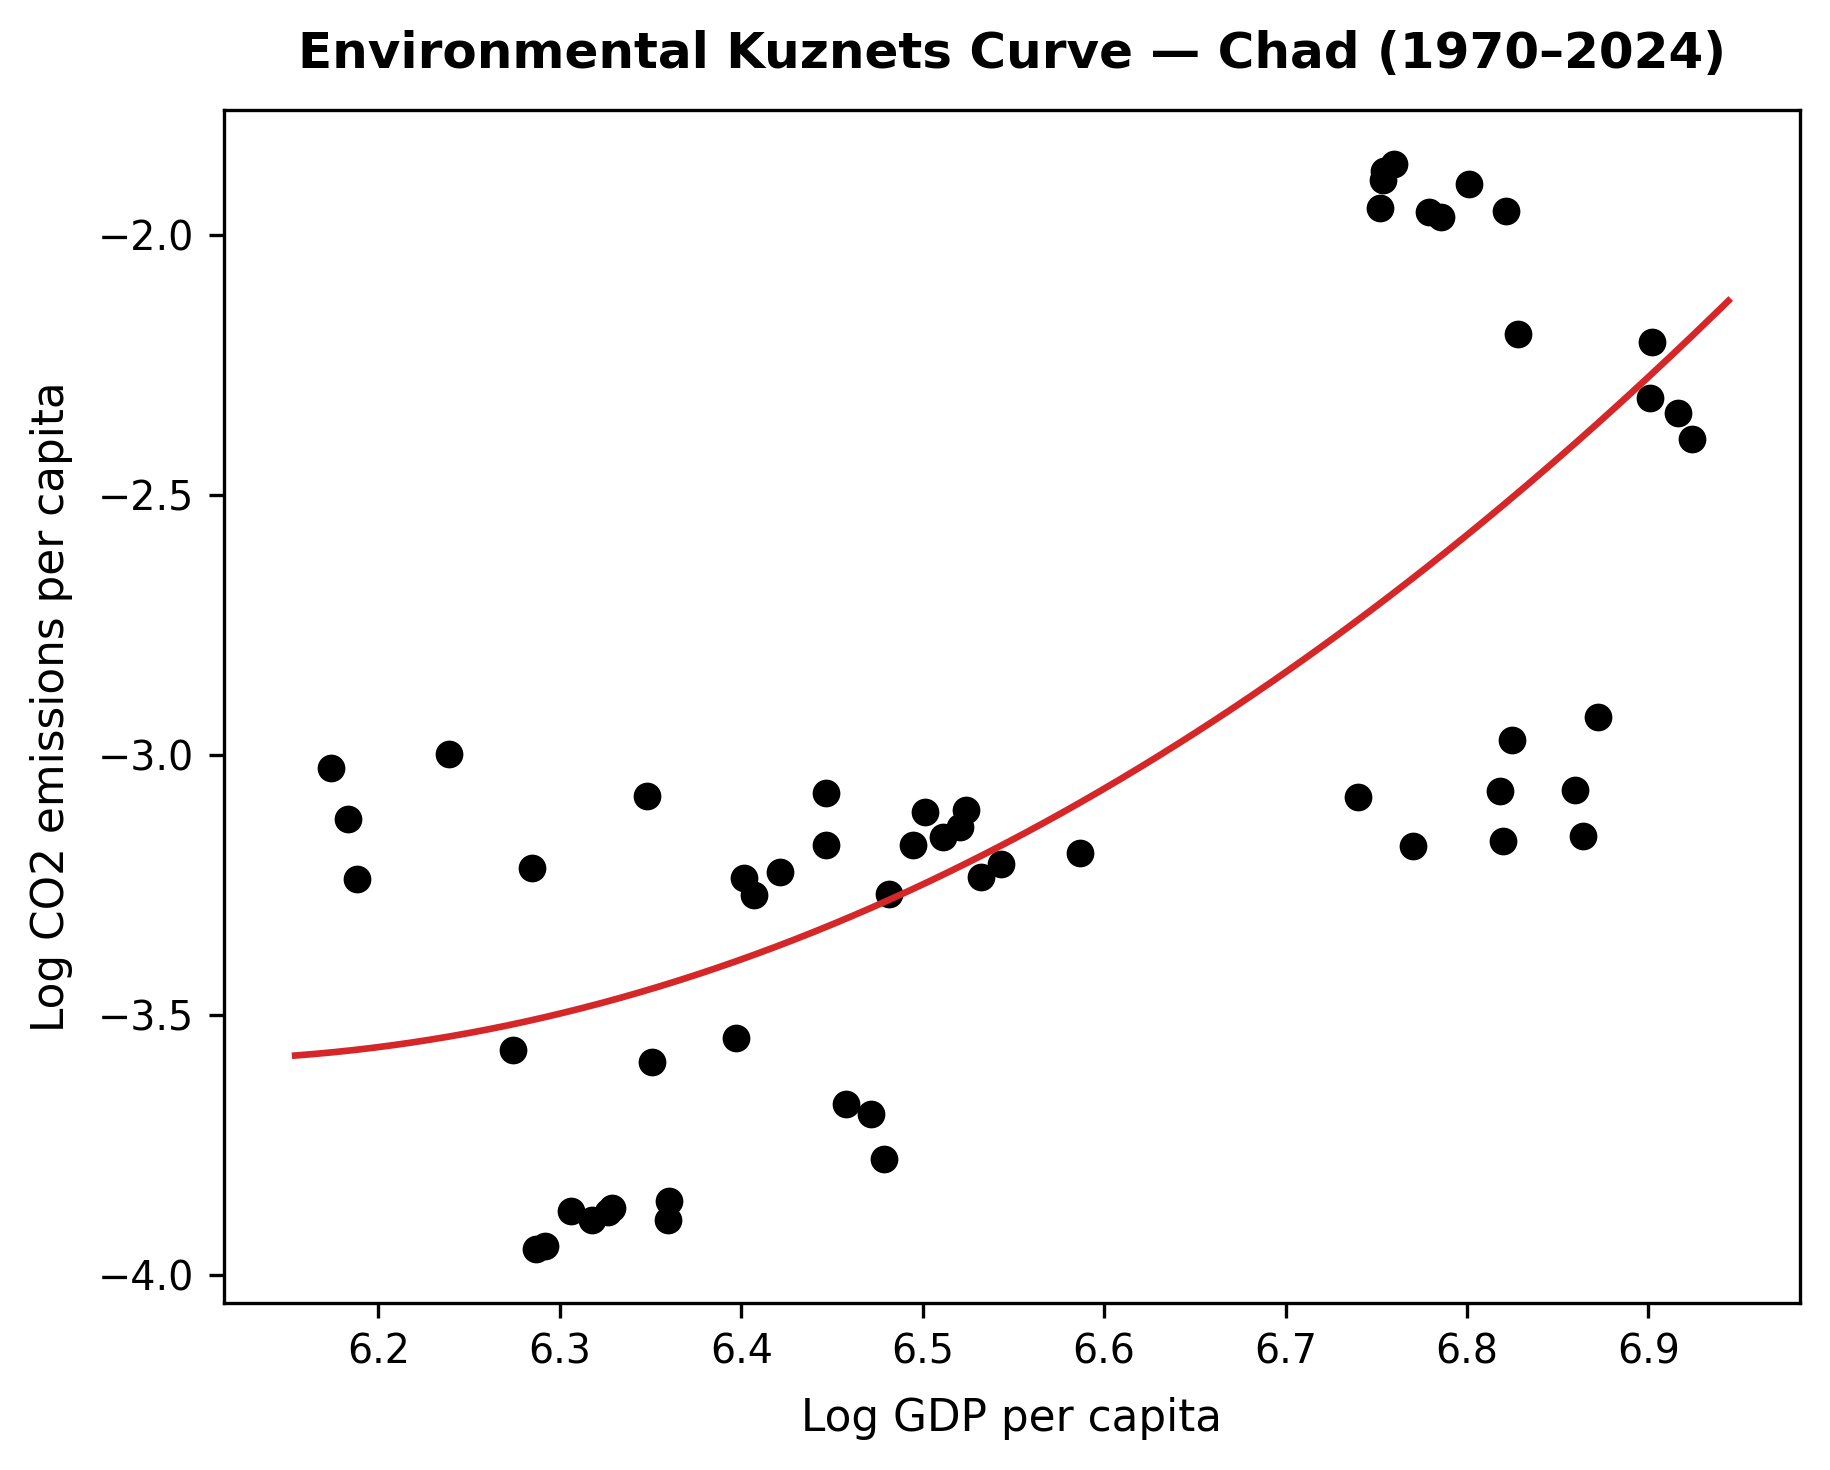 Environmental Kuznets Curve — Chad (1970–2024)
Log CO2 emissions per capita
−2.0
−2.5
−3.0
−3.5
−4.0
6.2 6.3 6.4 6.5 6.6 6.7 6.8 6.9
Log GDP per capita